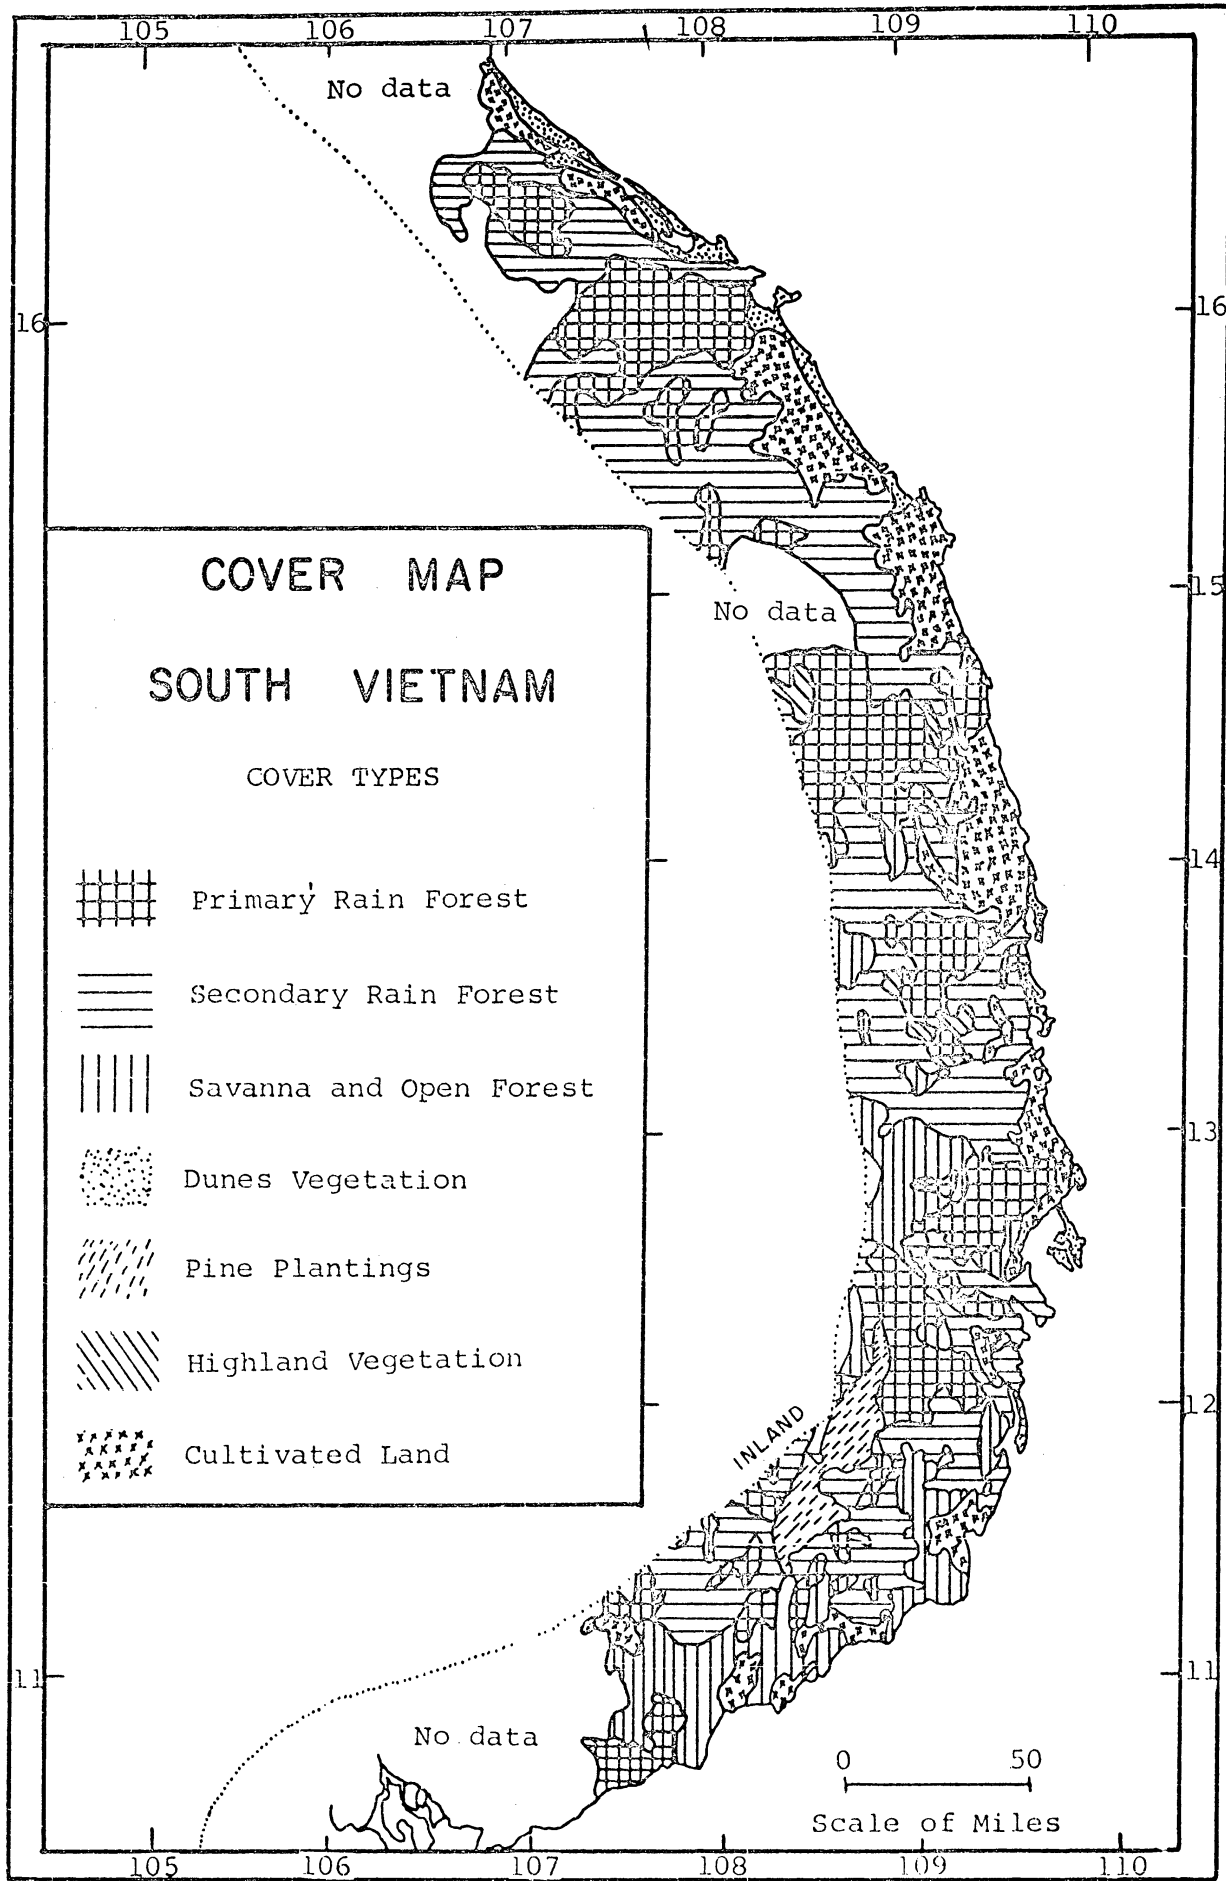 105 106 107 108 109 110
No data
16 16
COVER MAP
SOUTH VIETNAM
COVER TYPES
Primary Rain Forest
Secondary Rain Forest
Savanna and Open Forest
Dunes Vegetation
Pine Plantings
Highland Vegetation
Cultivated Land
No data
15
14
13
12
INLAND
11 11
No data
0 50
Scale of Miles
105 106 107 108 109 110